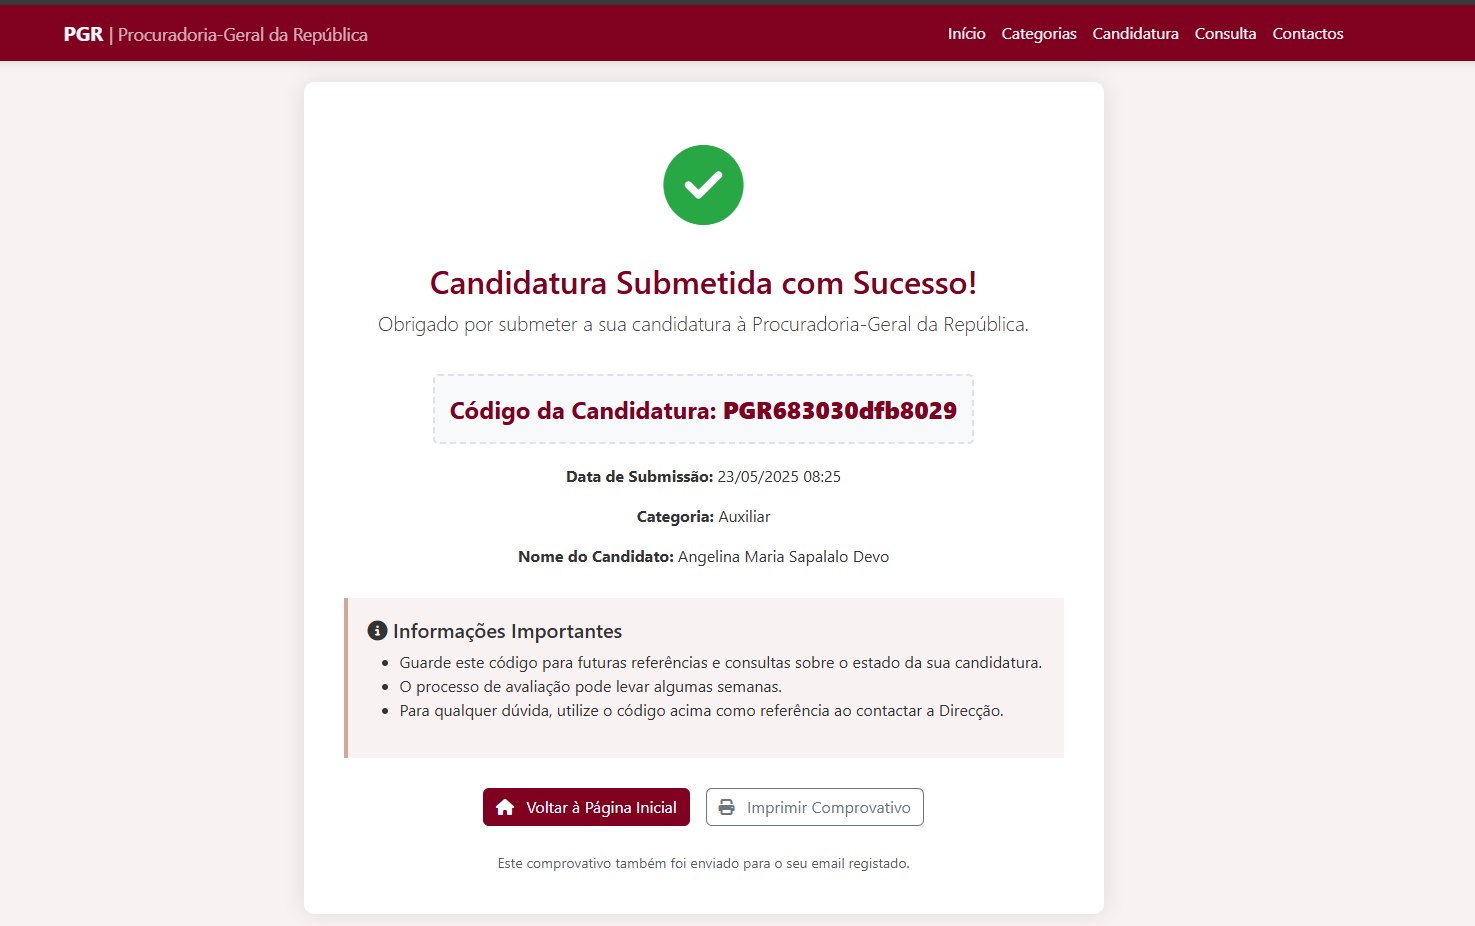 PGR | Procuradoria-Geral da República
Início Categorias Candidatura Consulta Contactos
Candidatura Submetida com Sucesso!
Obrigado por submeter a sua candidatura à Procuradoria-Geral da República.
Código da Candidatura: PGR683030dfb8029
Data de Submissão: 23/05/2025 08:25
Categoria: Auxiliar
Nome do Candidato: Angelina Maria Sapalalo Devo
Informações Importantes
Guarde este código para futuras referências e consultas sobre o estado da sua candidatura.
O processo de avaliação pode levar algumas semanas.
Para qualquer dúvida, utilize o código acima como referência ao contactar a Direcção.
Voltar à Página Inicial
Imprimir Comprovativo
Este comprovativo também foi enviado para o seu email registado.